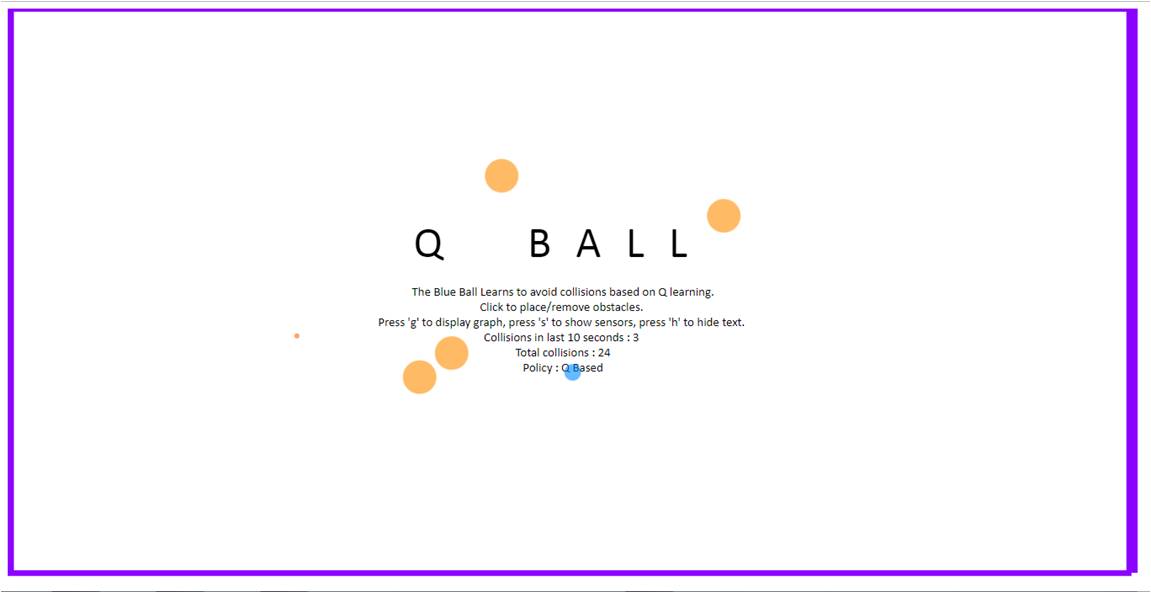 Q BALL
The Blue Ball Learns to avoid collisions based on Q learning.
Click to place/remove obstacles.
Press 'g' to display graph, press 's' to show sensors, press 'h' to hide text.
Collisions in last 10 seconds : 3
Total collisions : 24
Policy : Q Based